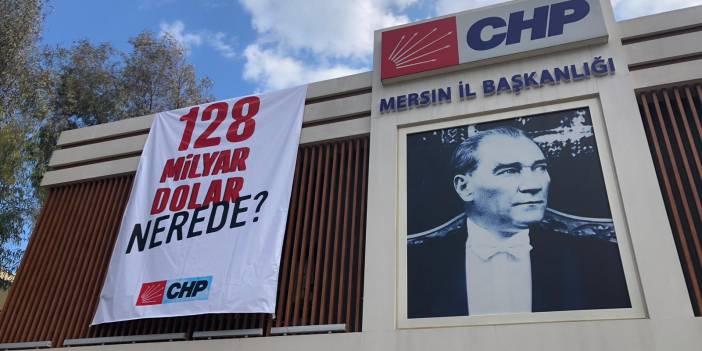 CHP
MERSİN İL BAŞKANLIĞI
128
MİLYAR
DOLAR
NEREDE?
CHP